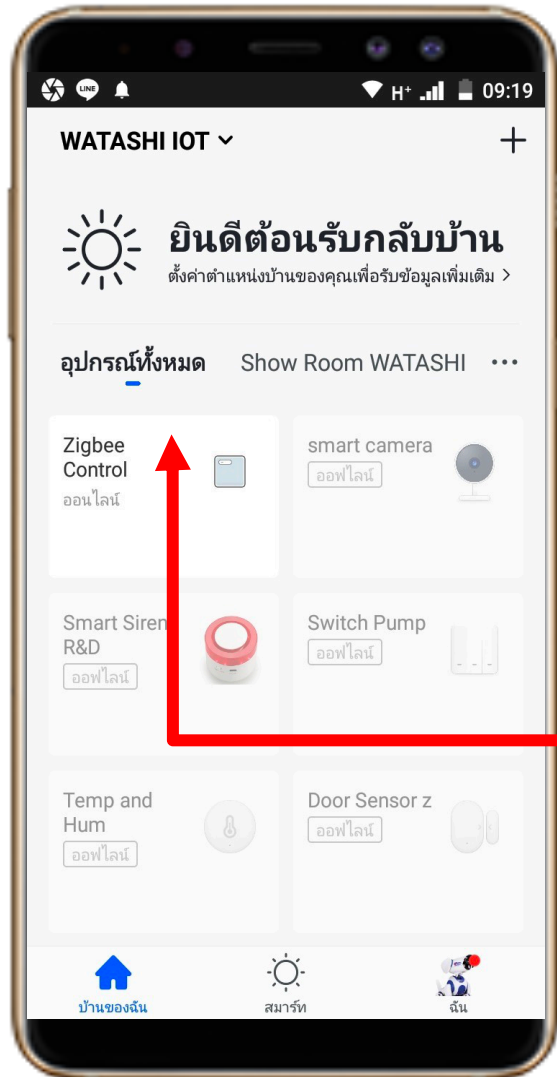 LINE
H+ 09:19
WATASHI IOT
ยินดีต้อนรับกลับบ้าน
ตั้งค่าตำแหน่งบ้านของคุณเพื่อรับข้อมูลเพิ่มเติม >
อุปกรณ์ทั้งหมด Show Room WATASHI
Zigbee
Control
ออนไลน์
smart camera
ออฟไลน์
Smart Siren
R&D
ออฟไลน์
Switch Pump
ออฟไลน์
Temp and
Hum
ออฟไลน์
Door Sensor z
ออฟไลน์
บ้านของฉัน สมาร์ท ฉัน